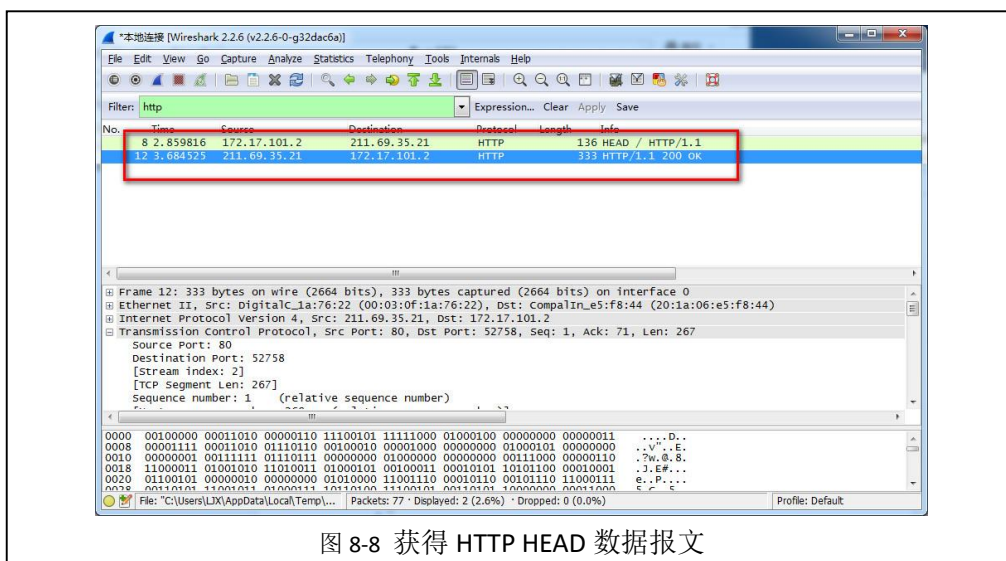 *本地连接 [Wireshark 2.2.6 (v2.2.6-0-g32dac6a)]
File Edit View Go Capture Analyze Statistics Telephony Tools Internals Help
Filter: http Expression... Clear Apply Save
No. Time Source Destination Protocol Length Info
8 2.859816 172.17.101.2 211.69.35.21 HTTP 136 HEAD / HTTP/1.1
12 3.684525 211.69.35.21 172.17.101.2 HTTP 333 HTTP/1.1 200 OK
Frame 12: 333 bytes on wire (2664 bits), 333 bytes captured (2664 bits) on interface 0
Ethernet II, Src: DigitalC_1a:76:22 (00:03:0f:1a:76:22), Dst: CompalIn_e5:f8:44 (20:1a:06:e5:f8:44)
Internet Protocol Version 4, Src: 211.69.35.21, Dst: 172.17.101.2
Transmission Control Protocol, Src Port: 80, Dst Port: 52758, Seq: 1, Ack: 71, Len: 267
Source Port: 80
Destination Port: 52758
[Stream index: 2]
[TCP Segment Len: 267]
Sequence number: 1 (relative sequence number)
0000 00100000 00011010 00000110 11100101 11111000 01000100 00000000 00000011 ....D..
0008 00001111 00011010 01110110 00100010 00001000 00000000 01000101 00000000 ..v"..E.
0010 00000001 00111111 01110111 00000000 01000000 00000000 00111000 00000110 .?w.@.8.
0018 11000011 01001010 11010011 01000101 00100011 00010101 10101100 00010001 .J.E#...
0020 01100101 00000010 00000000 01010000 11001110 00010110 00101110 11000111 e..P....
File: "C:\Users\LJX\AppData\Local\Temp\... Packets: 77 · Displayed: 2 (2.6%) · Dropped: 0 (0.0%) Profile: Default
图 8-8 获得 HTTP HEAD 数据报文